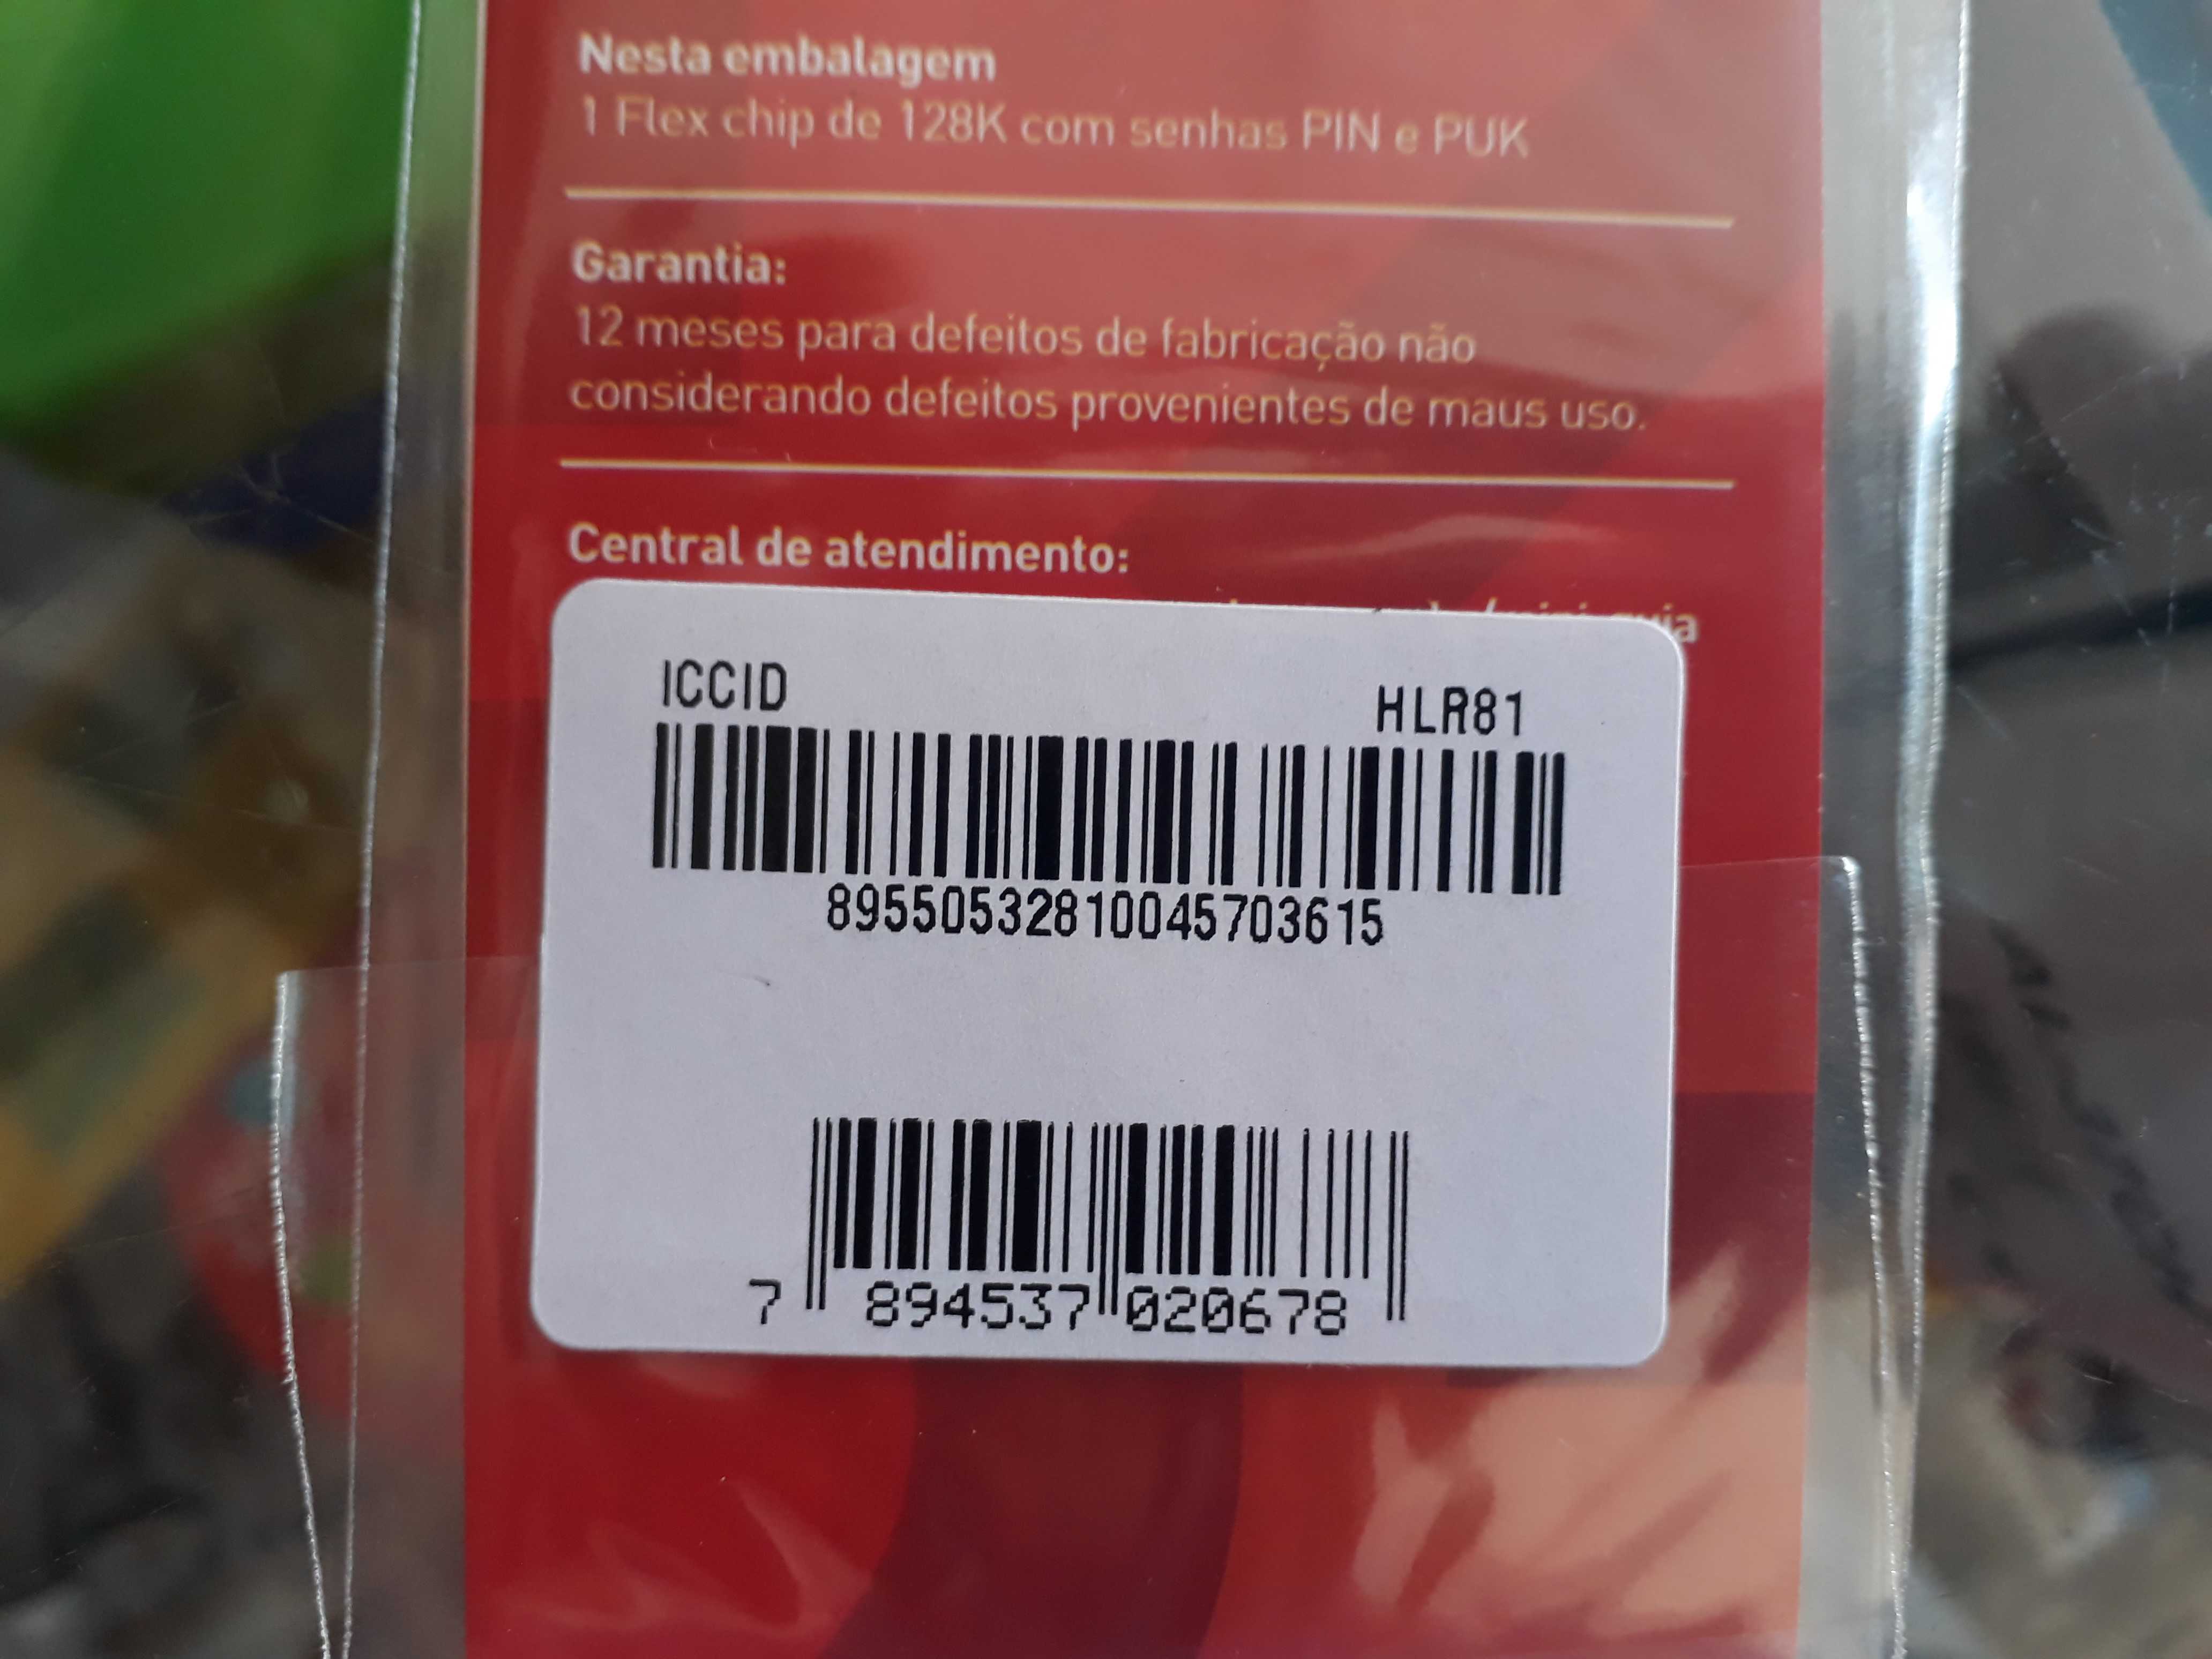 Nesta embalagem
1 Flex chip de 128K com senhas PIN e PUK
Garantia:
12 meses para defeitos de fabricação não
considerando defeitos provenientes de maus uso.
Central de atendimento:
ICCID HLR81
89550532810045703615
7 894537 020678